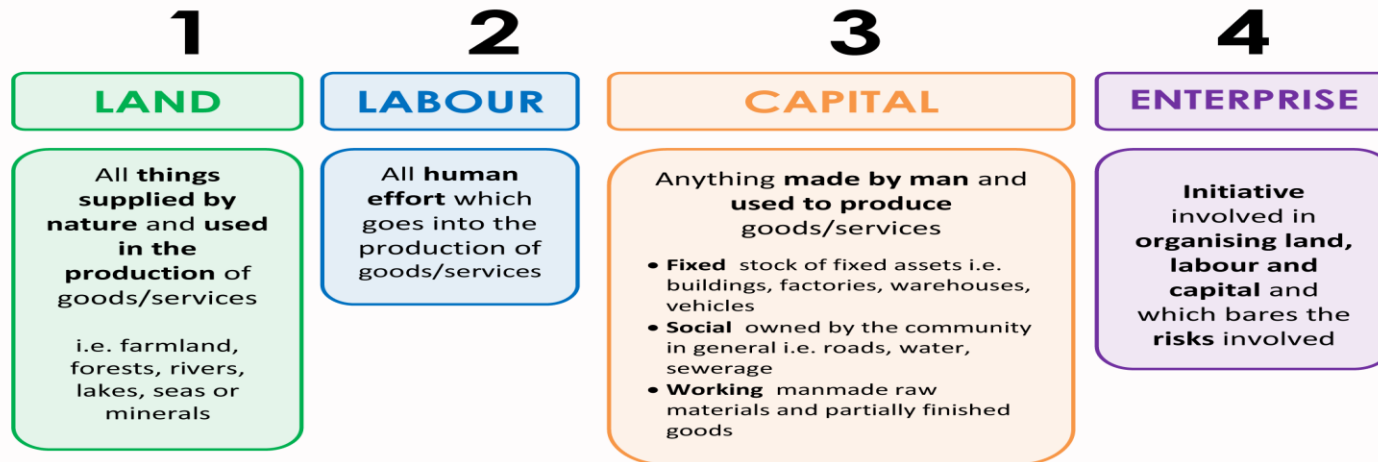 1
LAND
All things
supplied by
nature and used
in the
production of
goods/services
i.e. farmland,
forests, rivers,
lakes, seas or
minerals
2
LABOUR
All human
effort which
goes into the
production of
goods/services
3
CAPITAL
Anything made by man and
used to produce
goods/services
• Fixed stock of fixed assets i.e.
buildings, factories, warehouses,
vehicles
• Social owned by the community
in general i.e. roads, water,
sewerage
• Working manmade raw
materials and partially finished
goods
4
ENTERPRISE
Initiative
involved in
organising land,
labour and
capital and
which bares the
risks involved